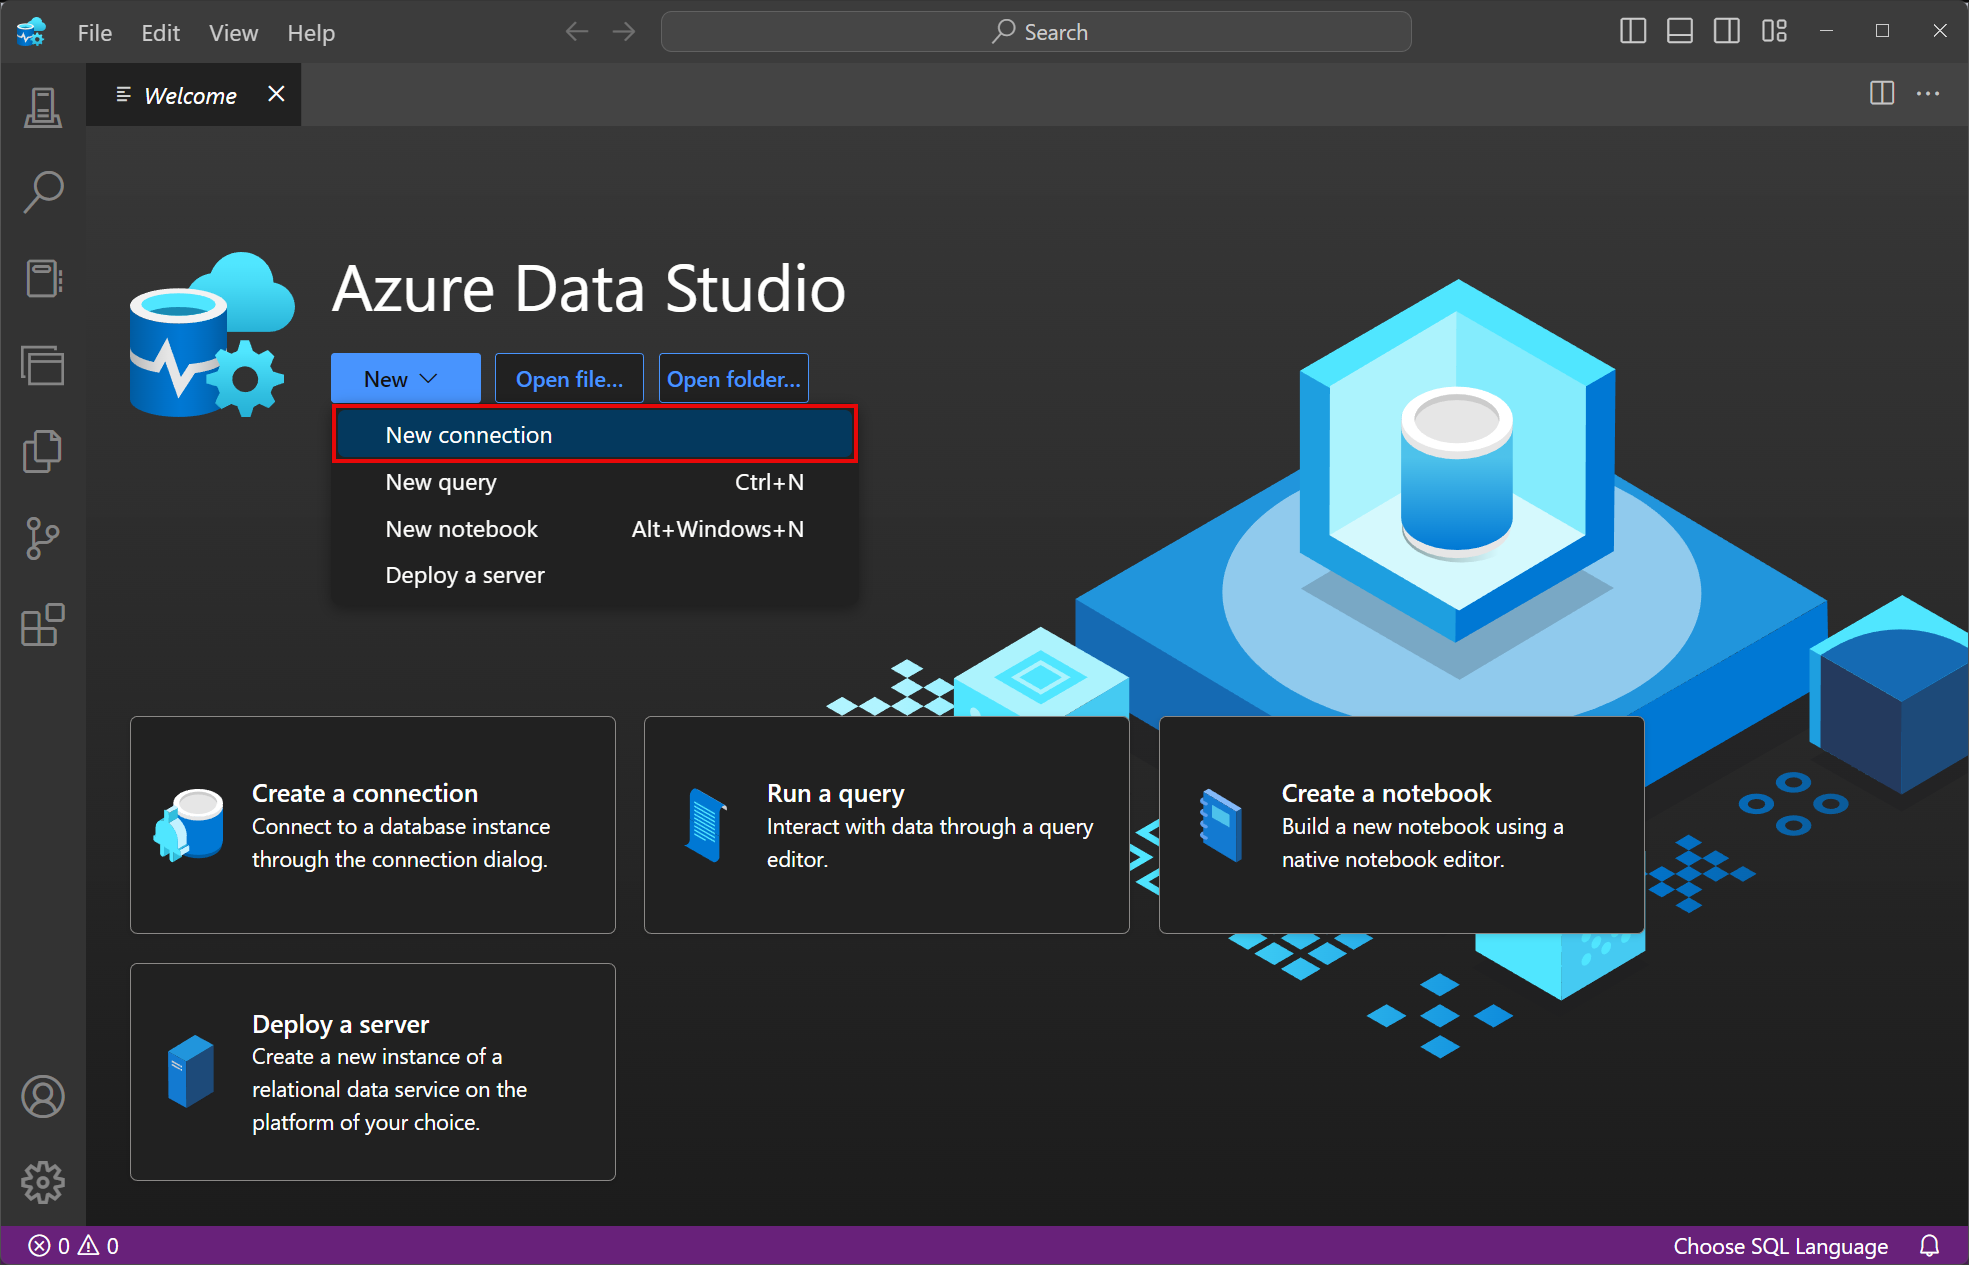 File Edit View Help
Search
Welcome
Azure Data Studio
New
Open file...
Open folder...
New connection
New query Ctrl+N
New notebook Alt+Windows+N
Deploy a server
Create a connection
Connect to a database instance
through the connection dialog.
Run a query
Interact with data through a query
editor.
Create a notebook
Build a new notebook using a
native notebook editor.
Deploy a server
Create a new instance of a
relational data service on the
platform of your choice.
0 0
Choose SQL Language